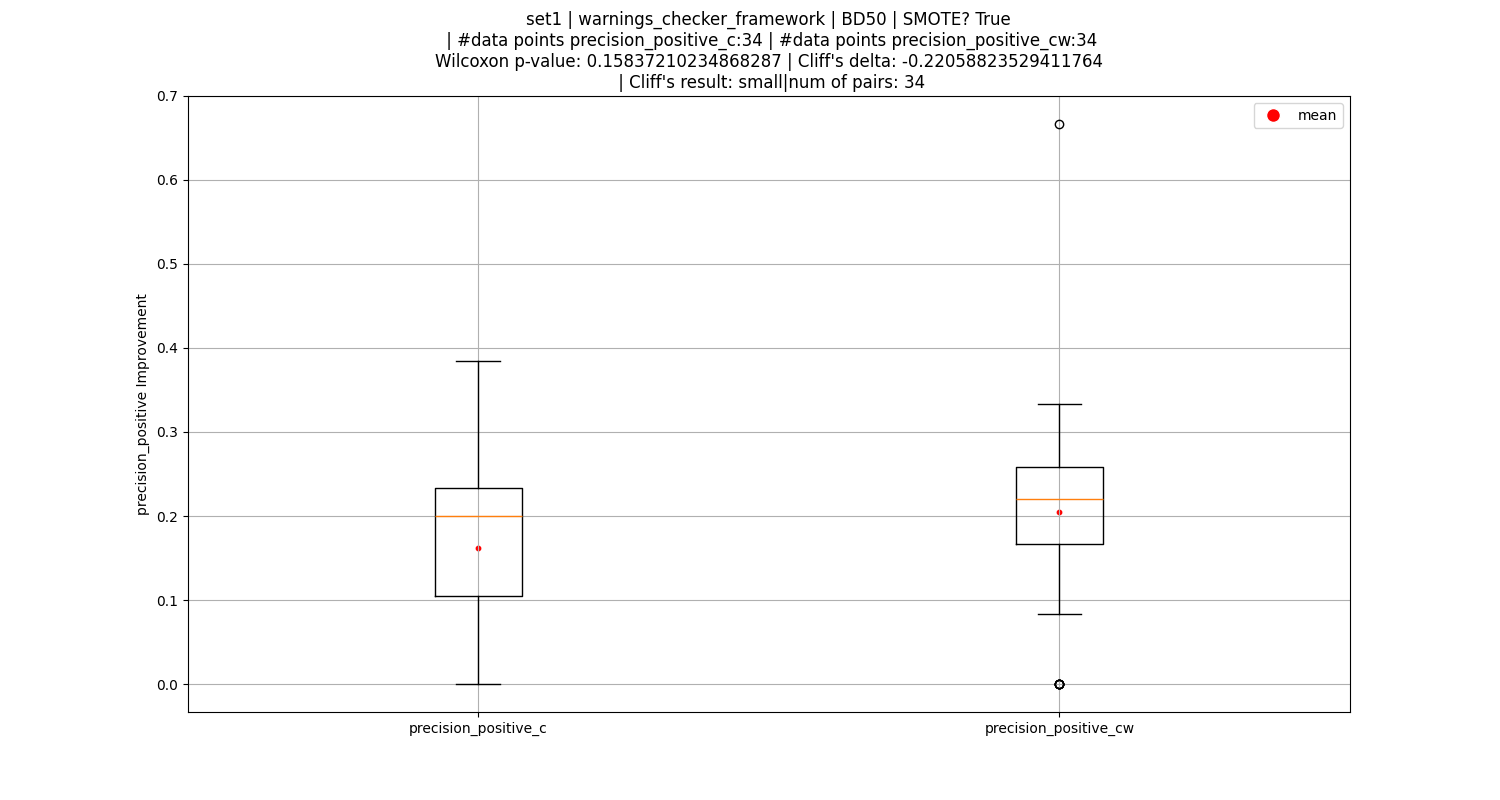 set1 | warnings_checker_framework | BD50 | SMOTE? True
| #data points precision_positive_c:34 | #data points precision_positive_cw:34
Wilcoxon p-value: 0.15837210234868287 | Cliff's delta: -0.22058823529411764
| Cliff's result: small|num of pairs: 34
mean
0.7
0.6
0.5
0.4
0.3
0.2
0.1
0.0
precision_positive Improvement
precision_positive_c
precision_positive_cw